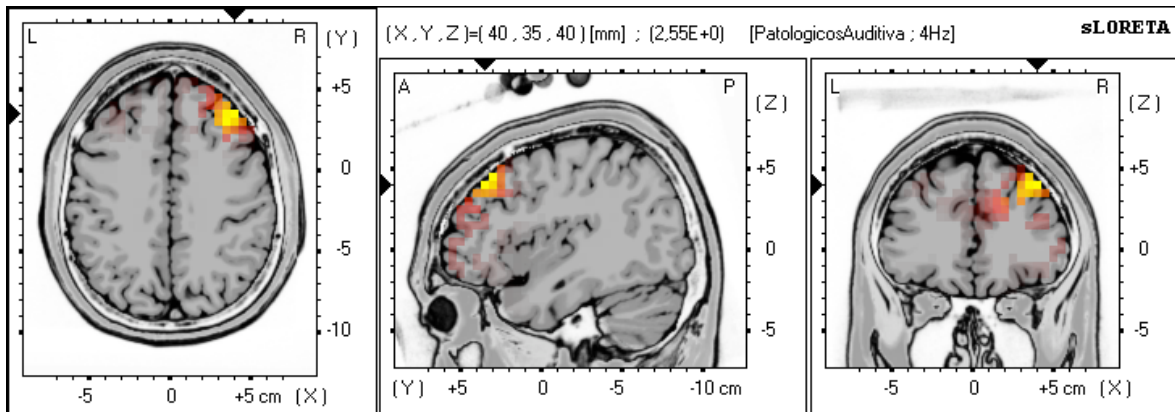 (X,Y,Z)=(40,35,40)[mm] ; (2,55E+0) [PatologicosAuditiva ; 4Hz] sLORETA
L R (Y)
+5
0
-5
-10
-5 0 +5 cm (X)
A P (Z)
+5
0
-5
(Y) +5 0 -5 -10 cm
L R (Z)
+5
0
-5
-5 0 +5 cm (X)